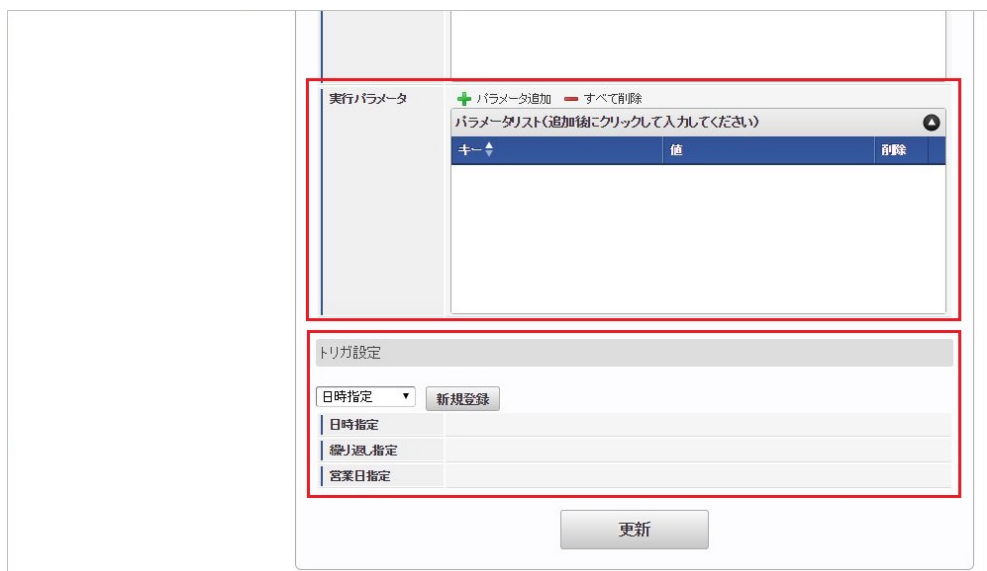 実行パラメータ
パラメータ追加 すべて削除
パラメータリスト(追加後にクリックして入力してください)
キー 値 削除
トリガ設定
日時指定 新規登録
日時指定
繰り返し指定
営業日指定
更新